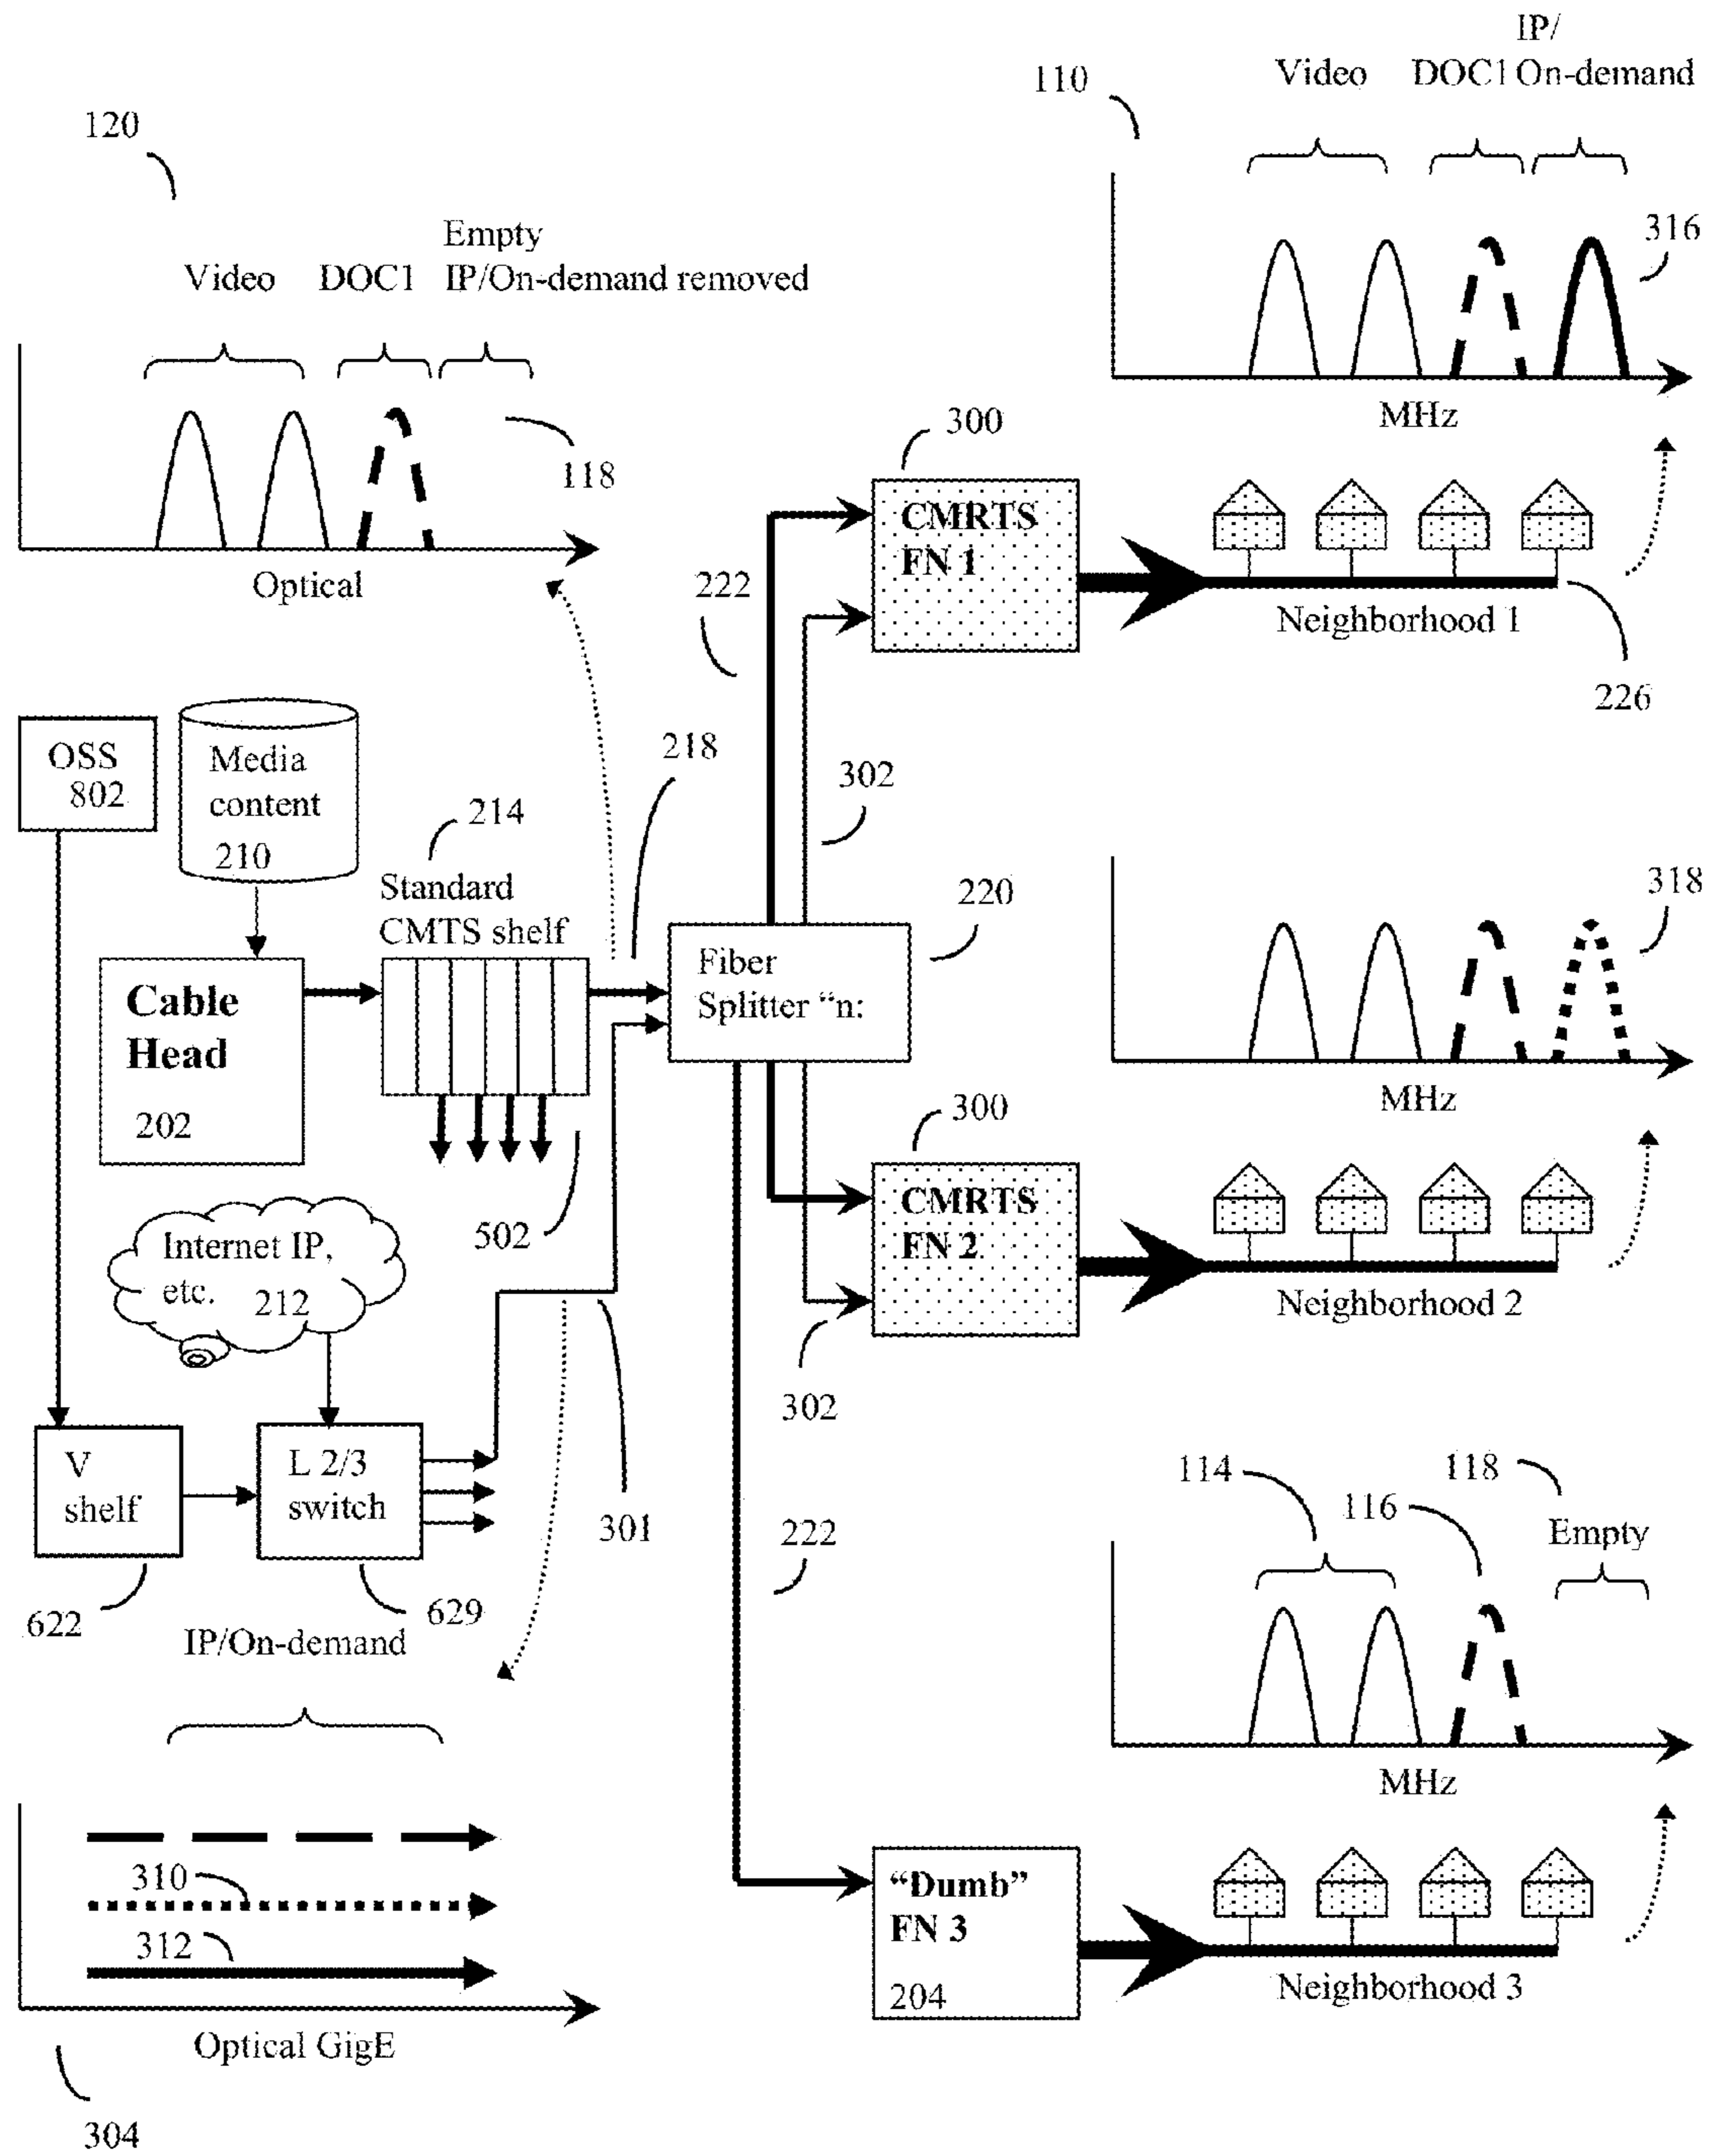 IP/
Video DOC1 On-demand
110
120
316
Empty
Video DOC1 IP/On-demand removed
118
Optical
MHz
300
CMRTS
FN 1
222
Neighborhood 1
226
OSS
802
Media
content
210
218
302
214
Standard
CMTS shelf
220
Fiber
Splitter “n:
318
Cable
Head
202
MHz
300
CMRTS
FN 2
502
Internet IP,
etc. 212
Neighborhood 2
302
V
shelf
L 2/3
switch
301
622
629
222
114
116
118
Empty
IP/On-demand
MHz
310
312
Optical GigE
304
“Dumb”
FN 3
204
Neighborhood 3